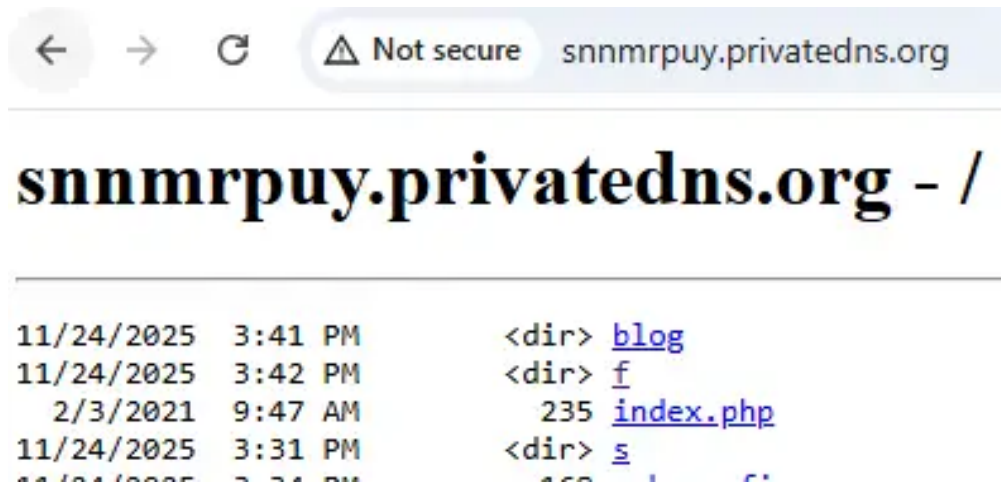 Not secure snnmrpuy.privatedns.org
snnmrpuy.privatedns.org - /
11/24/2025 3:41 PM <dir> blog
11/24/2025 3:42 PM <dir> f
2/3/2021 9:47 AM 235 index.php
11/24/2025 3:31 PM <dir> s